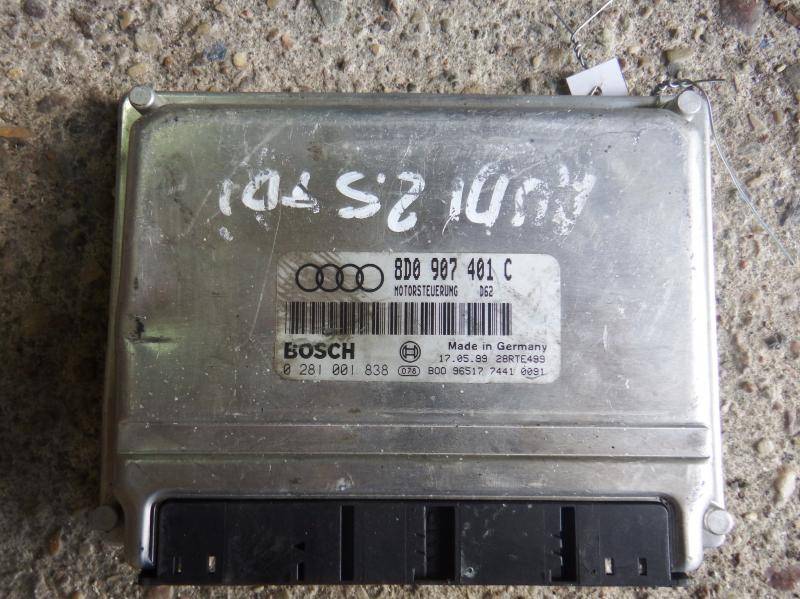 AUDI 2.5 TDI
8D0 907 401 C
MOTORSTEUERUNG D62
BOSCH Made in Germany
17.05.99 28RTE499
0 281 001 838 078 B00 96517 7441 0091